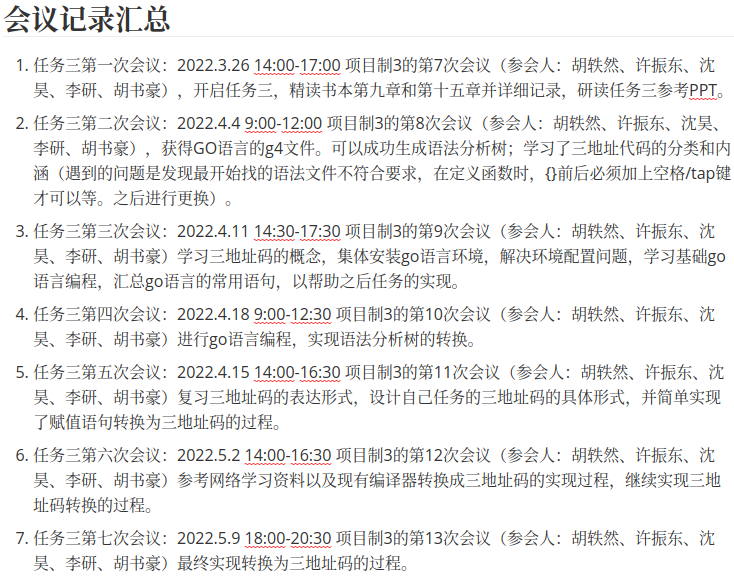 会议记录汇总
1. 任务三第一次会议：2022.3.26 14:00-17:00 项目制3的第7次会议（参会人：胡轶然、许振东、沈
昊、李研、胡书豪），开启任务三，精读书本第九章和第十五章并详细记录，研读任务三参考PPT。
2. 任务三第二次会议：2022.4.4 9:00-12:00 项目制3的第8次会议（参会人：胡轶然、许振东、沈昊、
李研、胡书豪），获得GO语言的g4文件。可以成功生成语法分析树；学习了三地址代码的分类和内
涵（遇到的问题是发现最开始找的语法文件不符合要求，在定义函数时，{}前后必须加上空格/tap键
才可以等。之后进行更换）。
3. 任务三第三次会议：2022.4.11 14:30-17:30 项目制3的第9次会议（参会人：胡轶然、许振东、沈
昊、李研、胡书豪）学习三地址码的概念，集体安装go语言环境，解决环境配置问题，学习基础go
语言编程，汇总go语言的常用语句，以帮助之后任务的实现。
4. 任务三第四次会议：2022.4.18 9:00-12:30 项目制3的第10次会议（参会人：胡轶然、许振东、沈
昊、李研、胡书豪）进行go语言编程，实现语法分析树的转换。
5. 任务三第五次会议：2022.4.15 14:00-16:30 项目制3的第11次会议（参会人：胡轶然、许振东、沈
昊、李研、胡书豪）复习三地址码的表达形式，设计自己任务的三地址码的具体形式，并简单实现
了赋值语句转换为三地址码的过程。
6. 任务三第六次会议：2022.5.2 14:00-16:30 项目制3的第12次会议（参会人：胡轶然、许振东、沈
昊、李研、胡书豪）参考网络学习资料以及现有编译器转换成三地址码的实现过程，继续实现三地
址码转换的过程。
7. 任务三第七次会议：2022.5.9 18:00-20:30 项目制3的第13次会议（参会人：胡轶然、许振东、沈
昊、李研、胡书豪）最终实现转换为三地址码的过程。